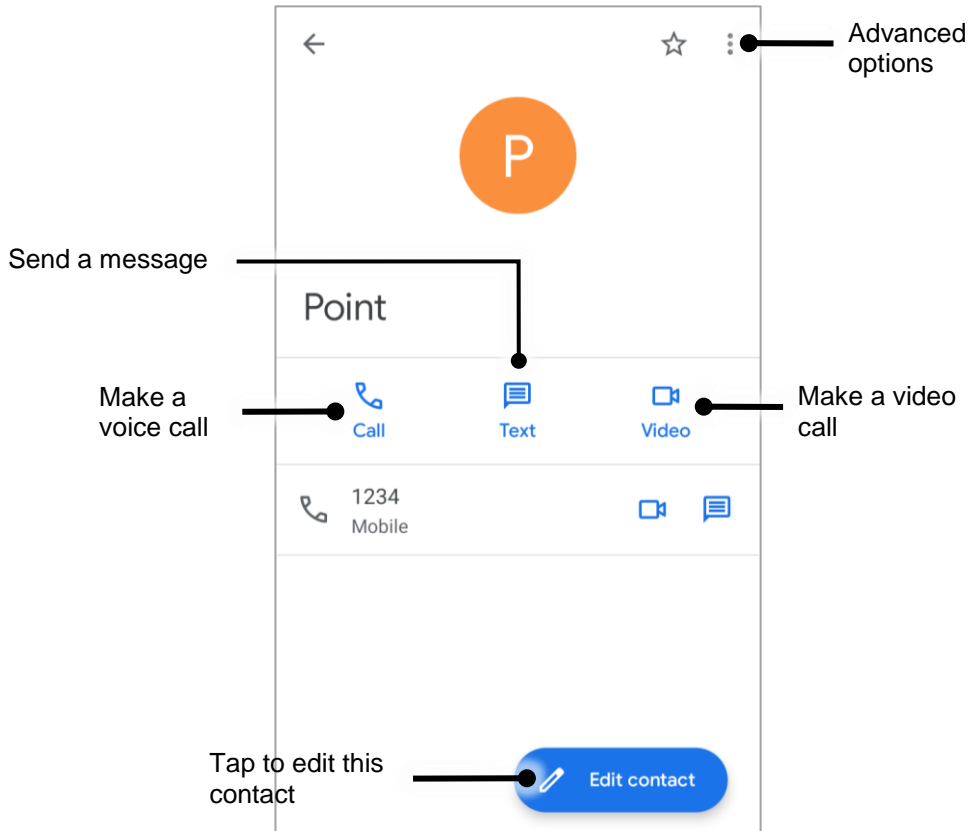 Advanced
options
P
Send a message
Point
Make a
voice call
Call
Text
Video
Make a video
call
1234
Mobile
Tap to edit this
contact
Edit contact